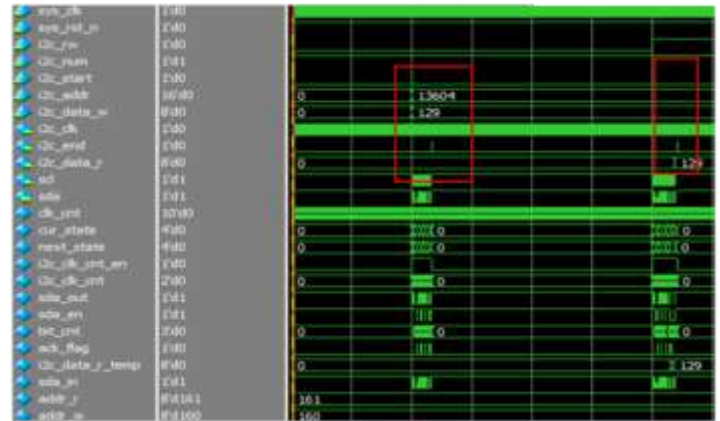 sys_clk 1'd0
sys_rst_n 1'd0
i2c_rw 1'd0
i2c_num 1'd1
i2c_start 1'd0
i2c_addr 16'd0 0 13604
i2c_data_w 8'd0 0 129
i2c_clk 1'd0
i2c_end 1'd0
i2c_data_r 8'd0 0 129
scl 1'd1
sda 1'd1
clk_cnt 10'd0
cur_state 4'd0 0 0 0
next_state 4'd0 0 0 0
i2c_clk_cnt_en 1'd0
i2c_clk_cnt 2'd0 0 0 0
sda_out 1'd1
sda_en 1'd1
bit_cnt 3'd0 0 0 0
ack_flag 1'd0
i2c_data_r_temp 8'd0 0 129
sda_in 1'd1
addr_r 8'd161 161
addr_w 8'd160 160